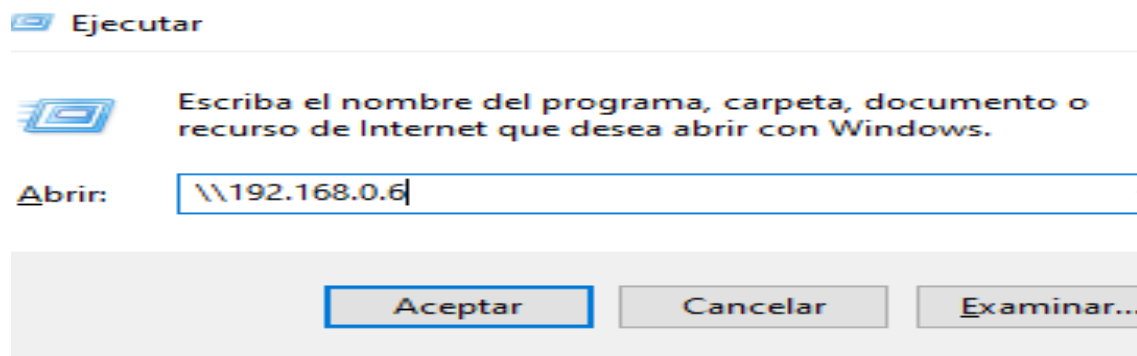 Ejecutar
Escriba el nombre del programa, carpeta, documento o
recurso de Internet que desea abrir con Windows.
Abrir: \\192.168.0.6
Aceptar Cancelar Examinar...